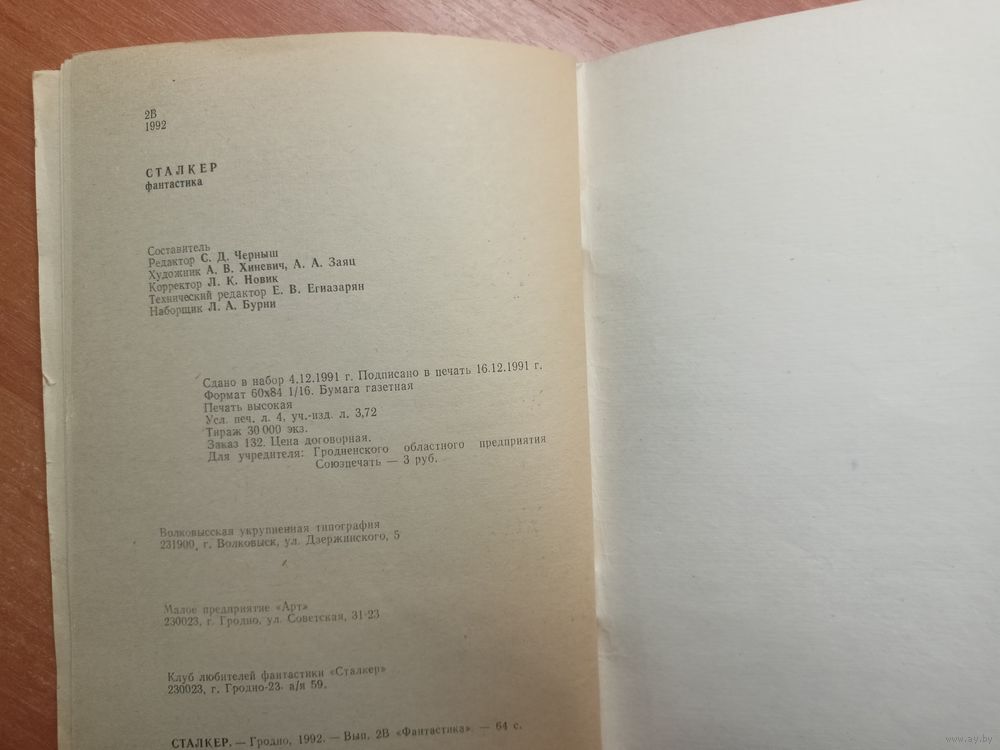 2В
1992
СТАЛКЕР
фантастика
Составитель
Редактор С. Д. Черныш
Художник А. В. Хиневич, А. А. Заяц
Корректор Л. К. Новик
Технический редактор Е. В. Егиазарян
Наборщик Л. А. Бурни
Сдано в набор 4.12.1991 г. Подписано в печать 16.12.1991 г.
Формат 60х84 1/16. Бумага газетная
Печать высокая
Усл. печ. л. 4, уч.-изд. л. 3,72
Тираж 30 000 экз.
Заказ 132. Цена договорная.
Для учредителя: Гродненского областного предприятия
Союзпечать — 3 руб.
Волковысская укрупненная типография
231900, г. Волковыск, ул. Дзержинского, 5
Малое предприятие «Арт»
230023, г. Гродно, ул. Советская, 31-23
Клуб любителей фантастики «Сталкер»
230023, г. Гродно-23. а/я 59.
СТАЛКЕР. — Гродно, 1992. — Вып. 2В «Фантастика». — 64 с.
www.ay.by